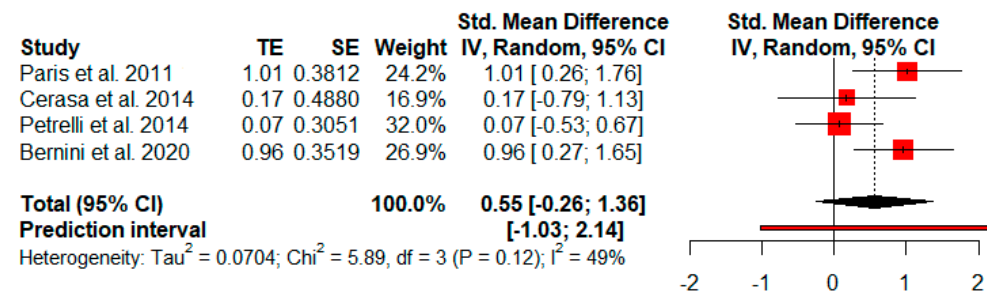 Std. Mean Difference Std. Mean Difference
Study TE SE Weight IV, Random, 95% CI IV, Random, 95% CI
Paris et al. 2011 1.01 0.3812 24.2% 1.01 [ 0.26; 1.76]
Cerasa et al. 2014 0.17 0.4880 16.9% 0.17 [-0.79; 1.13]
Petrelli et al. 2014 0.07 0.3051 32.0% 0.07 [-0.53; 0.67]
Bernini et al. 2020 0.96 0.3519 26.9% 0.96 [ 0.27; 1.65]
Total (95% CI) 100.0% 0.55 [-0.26; 1.36]
Prediction interval [-1.03; 2.14]
Heterogeneity: Tau² = 0.0704; Chi² = 5.89, df = 3 (P = 0.12); I² = 49%
-2 -1 0 1 2